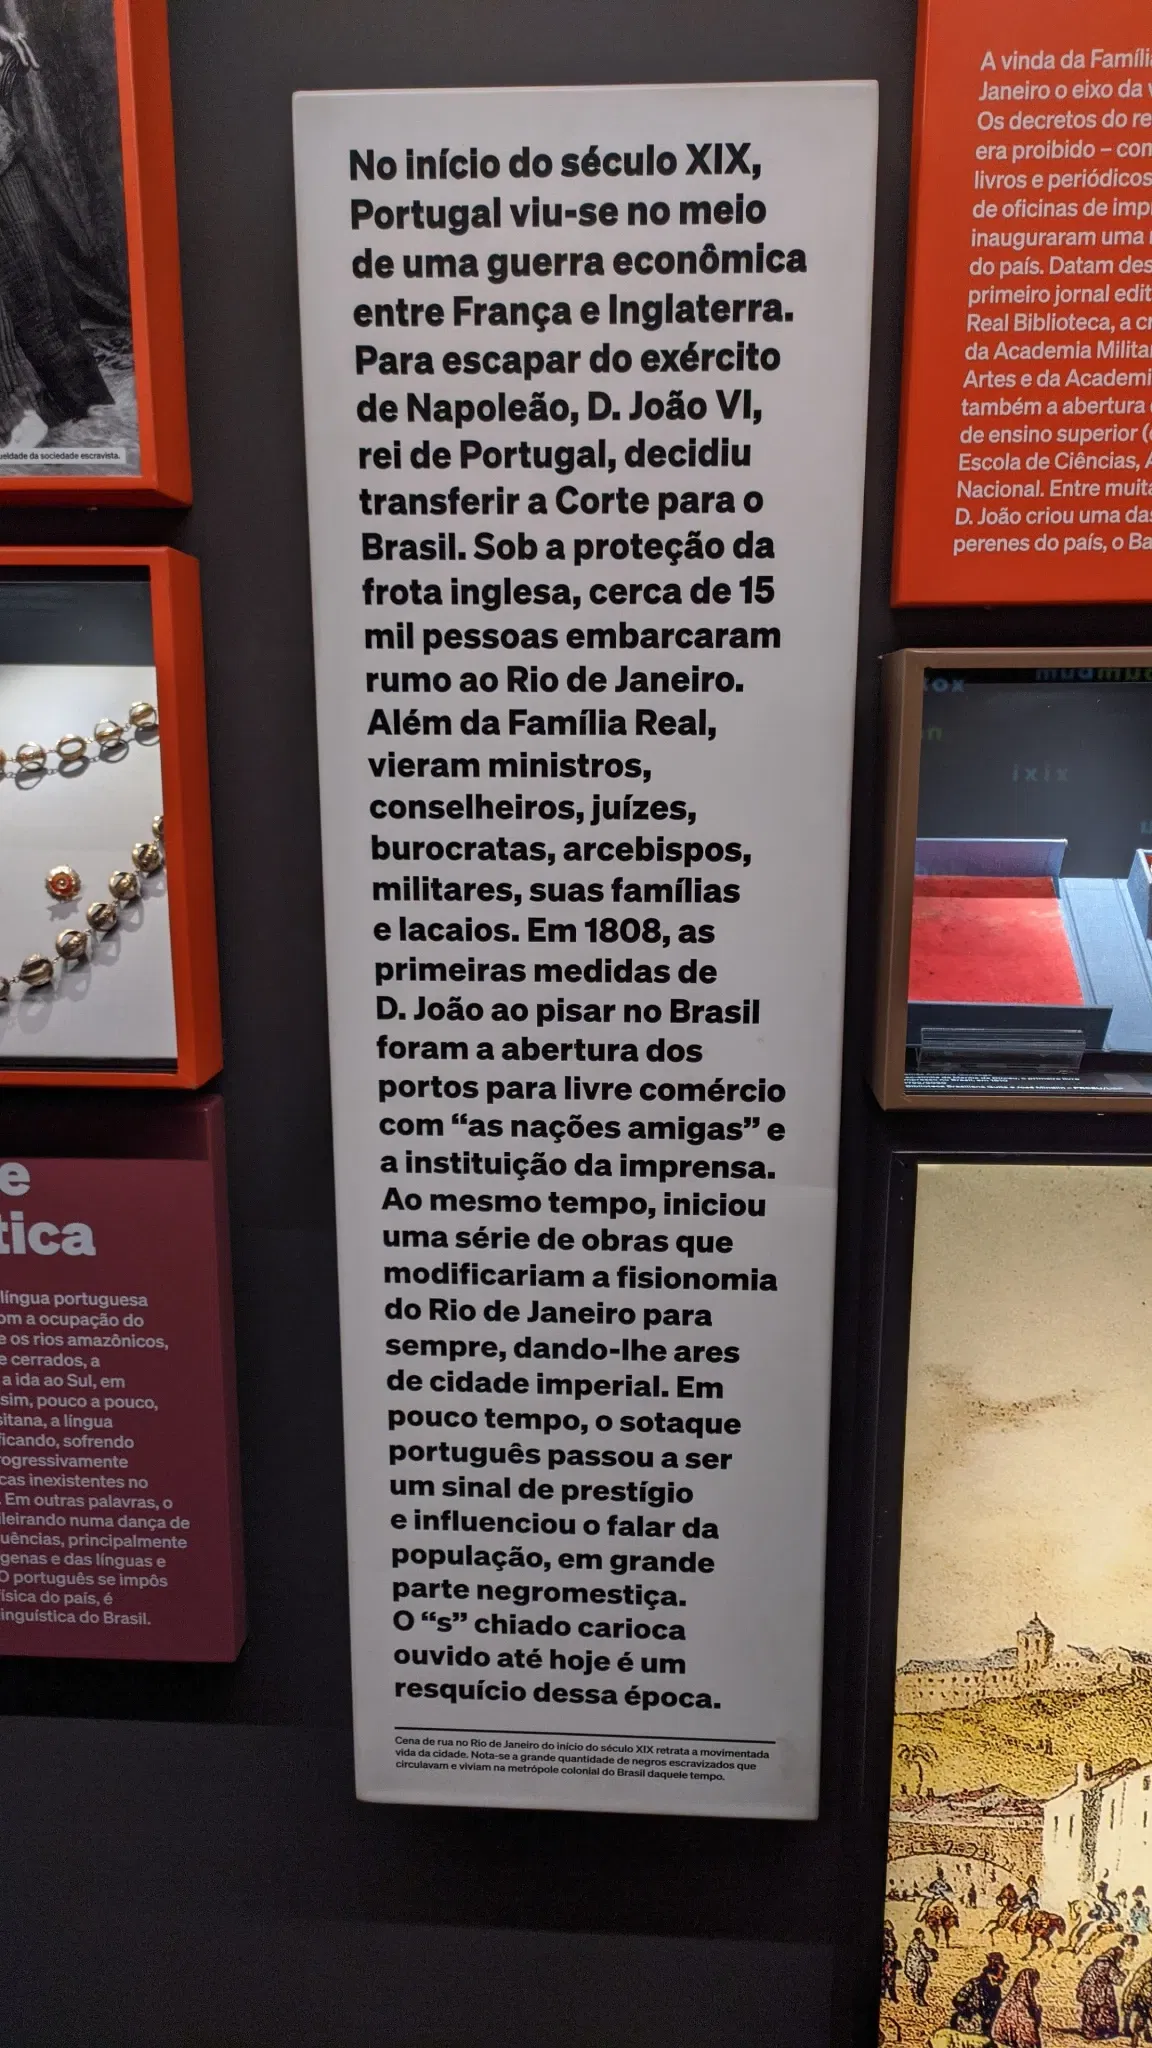 No início do século XIX,
Portugal viu-se no meio
de uma guerra econômica
entre França e Inglaterra.
Para escapar do exército
de Napoleão, D. João VI,
rei de Portugal, decidiu
transferir a Corte para o
Brasil. Sob a proteção da
frota inglesa, cerca de 15
mil pessoas embarcaram
rumo ao Rio de Janeiro.
Além da Família Real,
vieram ministros,
conselheiros, juízes,
burocratas, arcebispos,
militares, suas famílias
e lacaios. Em 1808, as
primeiras medidas de
D. João ao pisar no Brasil
foram a abertura dos
portos para livre comércio
com “as nações amigas” e
a instituição da imprensa.
Ao mesmo tempo, iniciou
uma série de obras que
modificariam a fisionomia
do Rio de Janeiro para
sempre, dando-lhe ares
de cidade imperial. Em
pouco tempo, o sotaque
português passou a ser
um sinal de prestígio
e influenciou o falar da
população, em grande
parte negromestiça.
O “s” chiado carioca
ouvido até hoje é um
resquício dessa época.
Cena de rua no Rio de Janeiro do início do século XIX retrata a movimentada
vida da cidade. Nota-se a grande quantidade de negros escravizados que
circulavam e viviam na metrópole colonial do Brasil daquele tempo.
da sociedade escravista.
e
tica
língua portuguesa
om a ocupação do
e os rios amazônicos,
e cerrados, a
a ida ao Sul, em
sim, pouco a pouco,
sitana, a língua
ficando, sofrendo
rogressivamente
cas inexistentes no
. Em outras palavras, o
ileirando numa dança de
uências, principalmente
genas e das línguas e
O português se impôs
ísica do país, é
inguística do Brasil.
A vinda da Famíli
Janeiro o eixo da
Os decretos do re
era proibido – con
livros e periódicos
de oficinas de imp
inauguraram uma
do país. Datam des
primeiro jornal edit
Real Biblioteca, a cr
da Academia Milita
Artes e da Academi
também a abertura
de ensino superior (
Escola de Ciências, A
Nacional. Entre muita
D. João criou uma das
perenes do país, o Ba